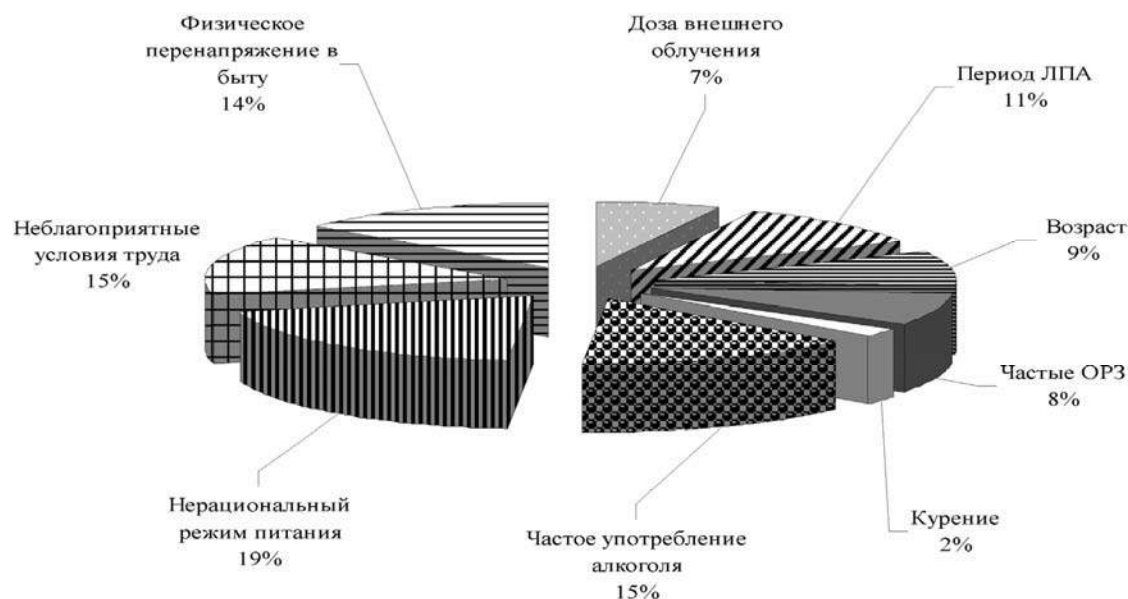 Физическое
перенапряжение в
быту
14%
Доза внешнего
облучения
7%
Период ЛПА
11%
Возраст
9%
Частые ОРЗ
8%
Курение
2%
Частое употребление
алкоголя
15%
Нерациональный
режим питания
19%
Неблагоприятные
условия труда
15%